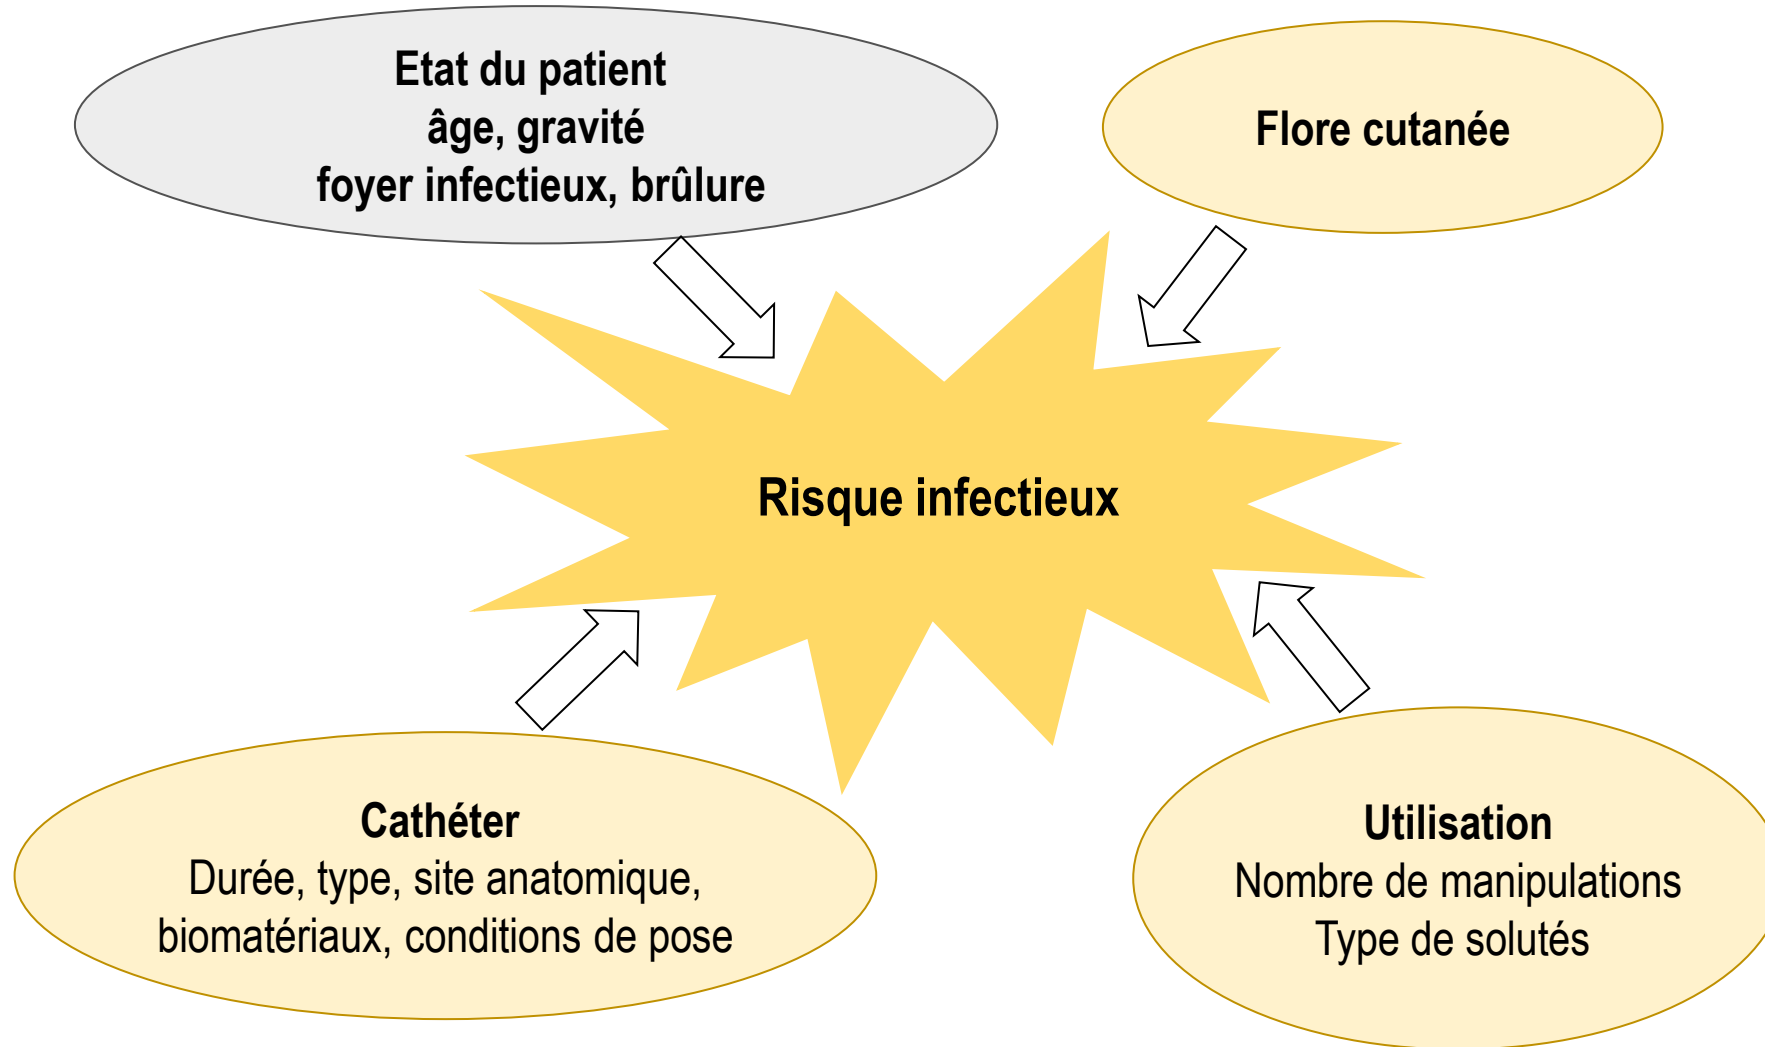 Etat du patient
âge, gravité
foyer infectieux, brûlure
Flore cutanée
Risque infectieux
Cathéter
Durée, type, site anatomique,
biomatériaux, conditions de pose
Utilisation
Nombre de manipulations
Type de solutés